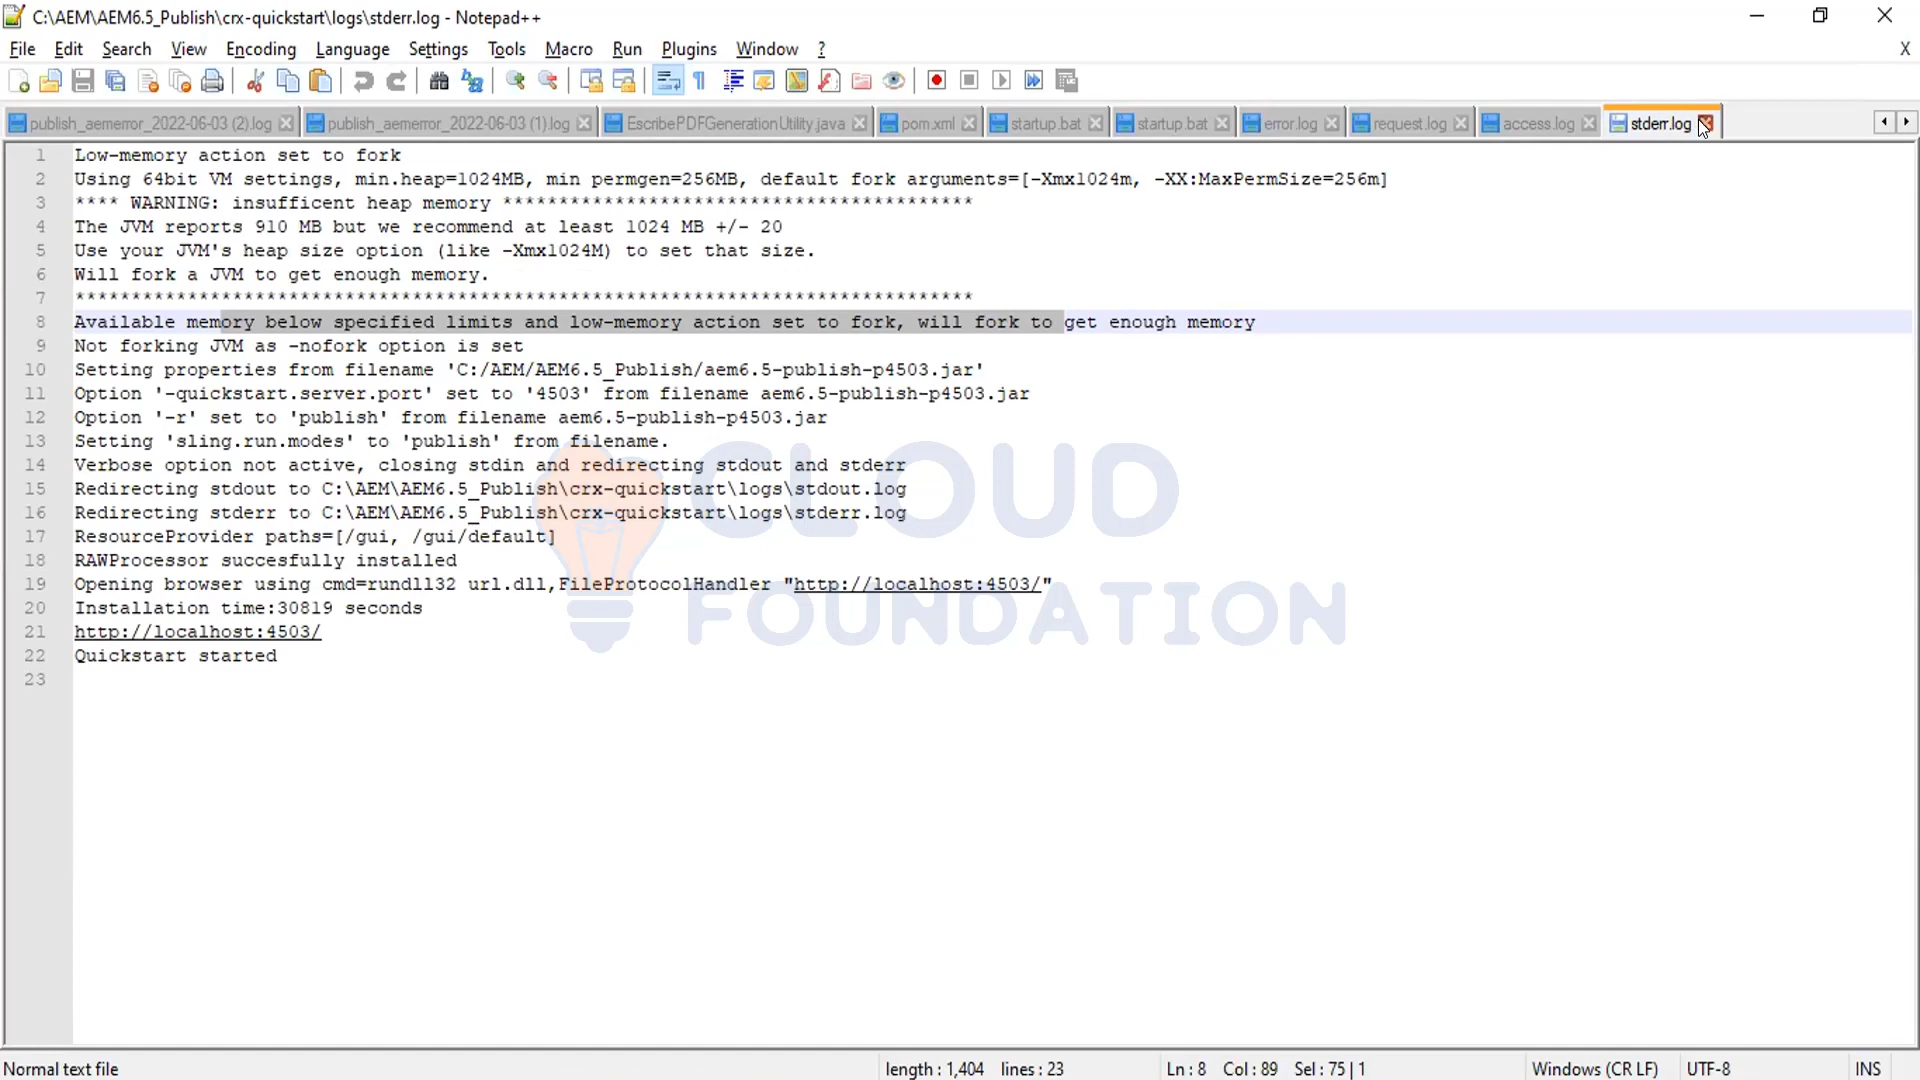 C:\AEM\AEM6.5_Publish\crx-quickstart\logs\stderr.log - Notepad++
File Edit Search View Encoding Language Settings Tools Macro Run Plugins Window ? X
publish_aemerror_2022-06-03 (2).log publish_aemerror_2022-06-03 (1).log EscribePDFGenerationUtility.java pom.xml startup.bat startup.bat error.log request.log access.log stderr.log
1 Low-memory action set to fork
2 Using 64bit VM settings, min.heap=1024MB, min permgen=256MB, default fork arguments=[-Xmx1024m, -XX:MaxPermSize=256m]
3 **** WARNING: insufficent heap memory ******************************************
4 The JVM reports 910 MB but we recommend at least 1024 MB +/- 20
5 Use your JVM's heap size option (like -Xmx1024M) to set that size.
6 Will fork a JVM to get enough memory.
7 ********************************************************************************
8 Available memory below specified limits and low-memory action set to fork, will fork to get enough memory
9 Not forking JVM as -nofork option is set
10 Setting properties from filename 'C:/AEM/AEM6.5_Publish/aem6.5-publish-p4503.jar'
11 Option '-quickstart.server.port' set to '4503' from filename aem6.5-publish-p4503.jar
12 Option '-r' set to 'publish' from filename aem6.5-publish-p4503.jar
13 Setting 'sling.run.modes' to 'publish' from filename.
14 Verbose option not active, closing stdin and redirecting stdout and stderr
15 Redirecting stdout to C:\AEM\AEM6.5_Publish\crx-quickstart\logs\stdout.log
16 Redirecting stderr to C:\AEM\AEM6.5_Publish\crx-quickstart\logs\stderr.log
17 ResourceProvider paths=[/gui, /gui/default]
18 RAWProcessor succesfully installed
19 Opening browser using cmd=rundll32 url.dll,FileProtocolHandler "http://localhost:4503/"
20 Installation time:30819 seconds
21 http://localhost:4503/
22 Quickstart started
23
CLOUD
FOUNDATION
Normal text file length : 1,404 lines : 23 Ln : 8 Col : 89 Sel : 75 | 1 Windows (CR LF) UTF-8 INS